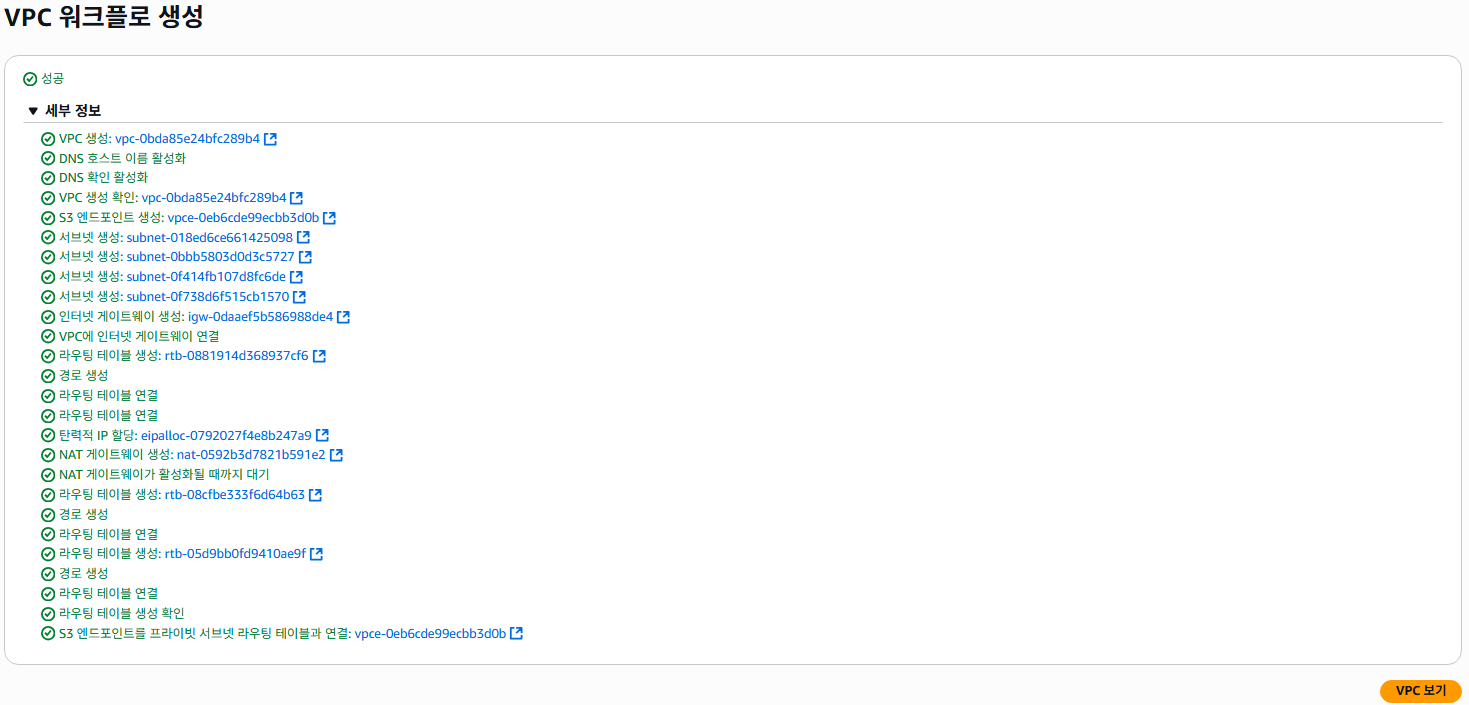 VPC 워크플로 생성
성공
세부 정보
VPC 생성: vpc-0bda85e24bfc289b4
DNS 호스트 이름 활성화
DNS 확인 활성화
VPC 생성 확인: vpc-0bda85e24bfc289b4
S3 엔드포인트 생성: vpce-0eb6cde99ecbb3d0b
서브넷 생성: subnet-018ed6ce661425098
서브넷 생성: subnet-0bbb5803d0d3c5727
서브넷 생성: subnet-0f414fb107d8fc6de
서브넷 생성: subnet-0f738d6f515cb1570
인터넷 게이트웨이 생성: igw-0daaef5b586988de4
VPC에 인터넷 게이트웨이 연결
라우팅 테이블 생성: rtb-0881914d368937cf6
경로 생성
라우팅 테이블 연결
라우팅 테이블 연결
탄력적 IP 할당: eipalloc-0792027f4e8b247a9
NAT 게이트웨이 생성: nat-0592b3d7821b591e2
NAT 게이트웨이가 활성화될 때까지 대기
라우팅 테이블 생성: rtb-08cfbe333f6d64b63
경로 생성
라우팅 테이블 연결
라우팅 테이블 생성: rtb-05d9bb0fd9410ae9f
경로 생성
라우팅 테이블 연결
라우팅 테이블 생성 확인
S3 엔드포인트를 프라이빗 서브넷 라우팅 테이블과 연결: vpce-0eb6cde99ecbb3d0b
VPC 보기